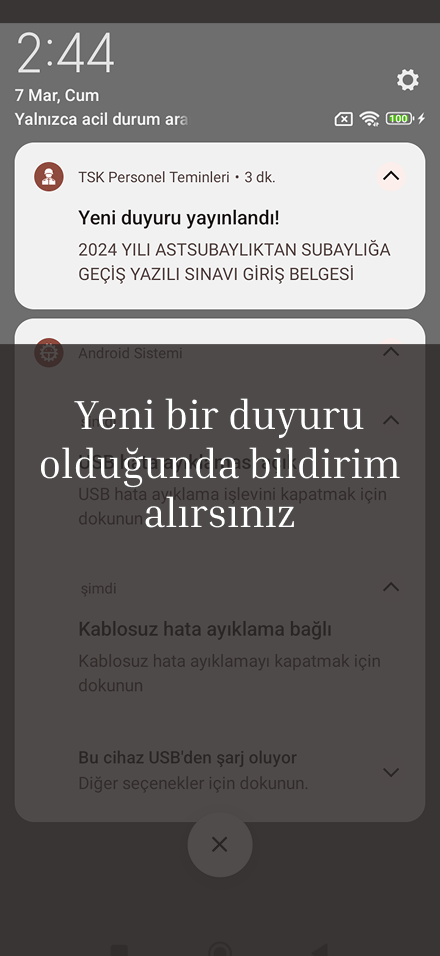 2:44
7 Mar, Cum
Yalnızca acil durum ara
100
TSK Personel Teminleri • 3 dk.
Yeni duyuru yayınlandı!
2024 YILI ASTSUBAYLIKTAN SUBAYLIĞA
GEÇİŞ YAZILI SINAVI GİRİŞ BELGESİ
Android Sistemi
Yeni bir duyuru
olduğunda bildirim
alırsınız
USB hata ayıklama
USB hata ayıklama işlevini kapatmak için
dokunun
şimdi
Kablosuz hata ayıklama bağlı
Kablosuz hata ayıklamayı kapatmak için
dokunun
Bu cihaz USB'den şarj oluyor
Diğer seçenekler için dokunun.